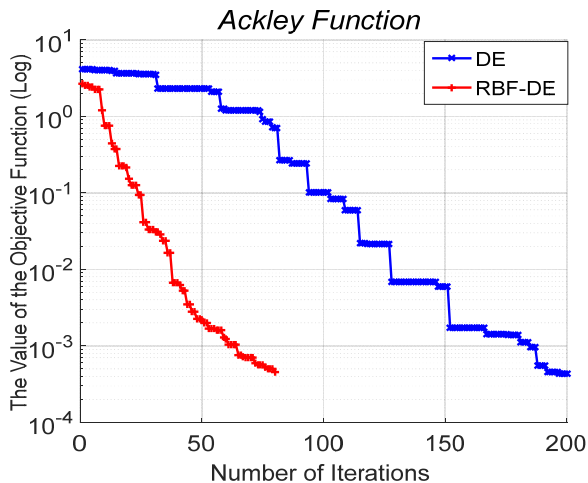 Ackley Function
The Value of the Objective Function (Log)
10^1
10^0
10^-1
10^-2
10^-3
10^-4
DE
RBF-DE
0
50
100
150
200
Number of Iterations